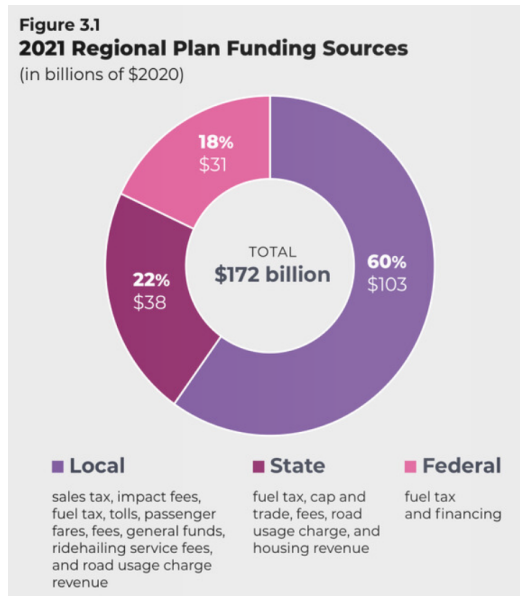 Figure 3.1
2021 Regional Plan Funding Sources
(in billions of $2020)
18%
$31
TOTAL
$172 billion
60%
$103
22%
$38
Local
sales tax, impact fees,
fuel tax, tolls, passenger
fares, fees, general funds,
ridehailing service fees,
and road usage charge
revenue
State
fuel tax, cap and
trade, fees, road
usage charge, and
housing revenue
Federal
fuel tax
and financing